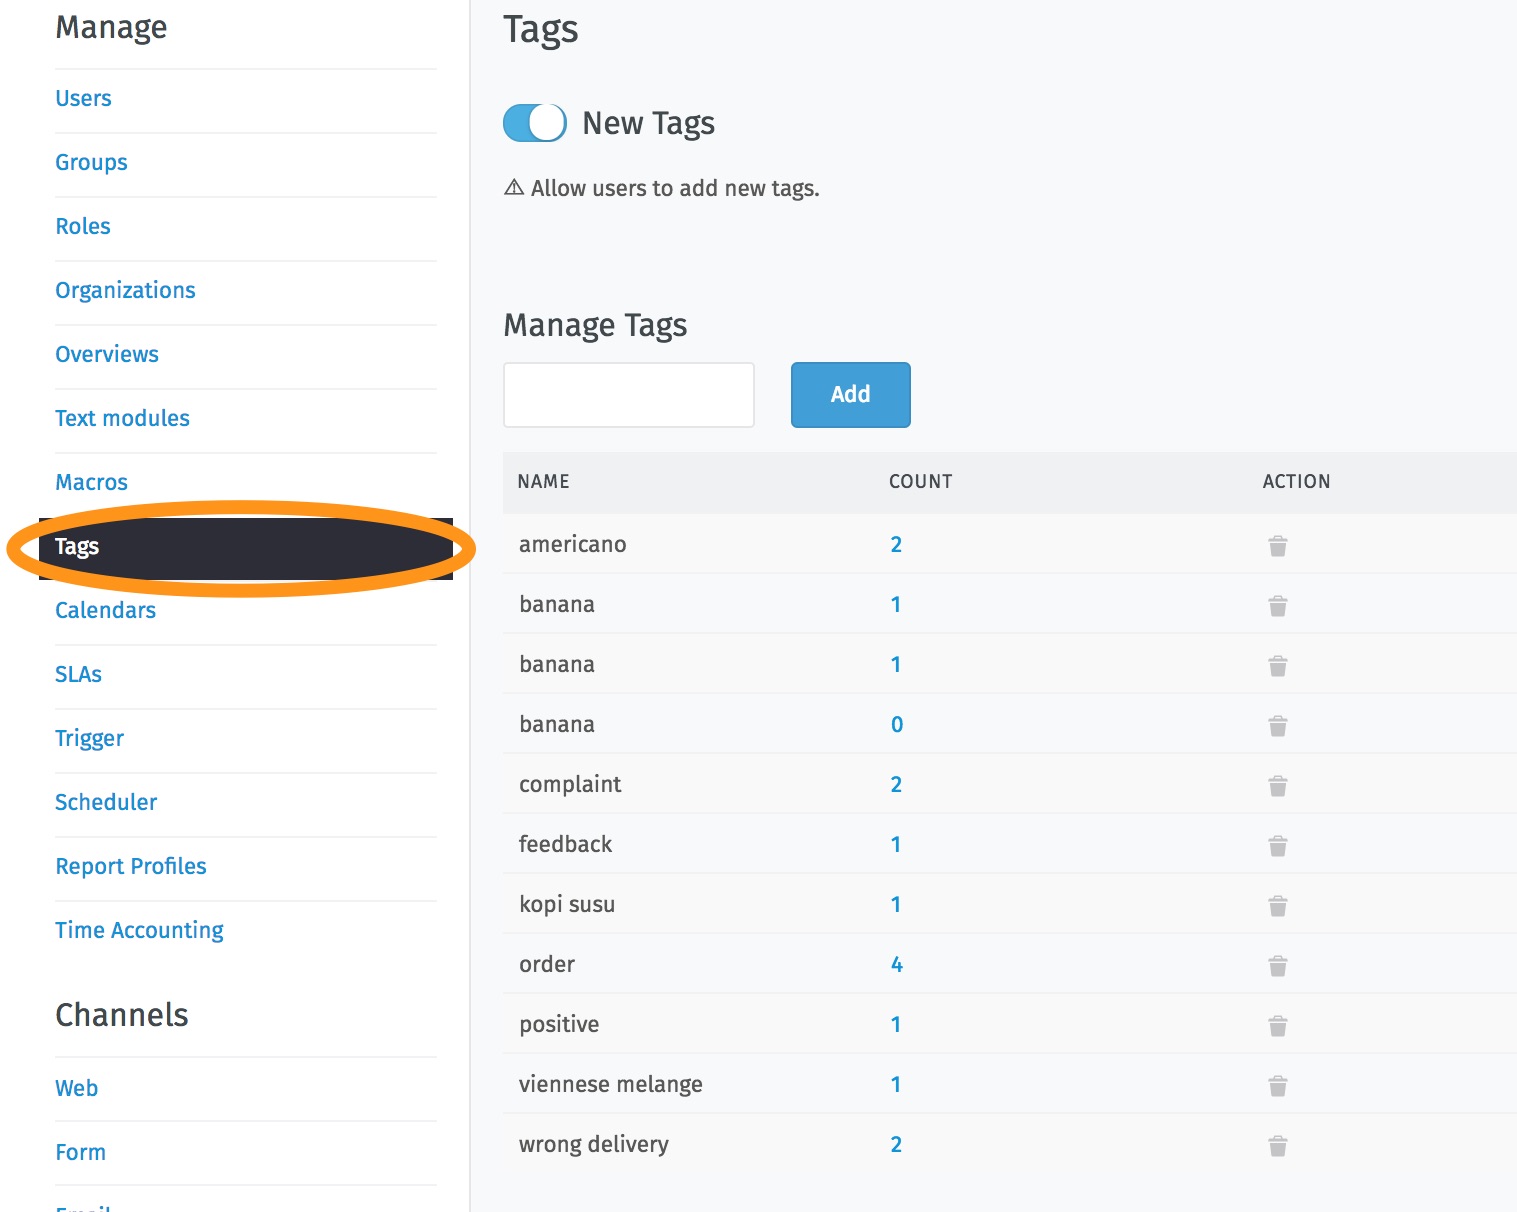 Manage
Users
Groups
Roles
Organizations
Overviews
Text modules
Macros
Tags
Calendars
SLAs
Trigger
Scheduler
Report Profiles
Time Accounting
Channels
Web
Form
Email
Tags
New Tags
⚠ Allow users to add new tags.
Manage Tags
Add
NAME COUNT ACTION
americano 2
banana 1
banana 1
banana 0
complaint 2
feedback 1
kopi susu 1
order 4
positive 1
viennese melange 1
wrong delivery 2